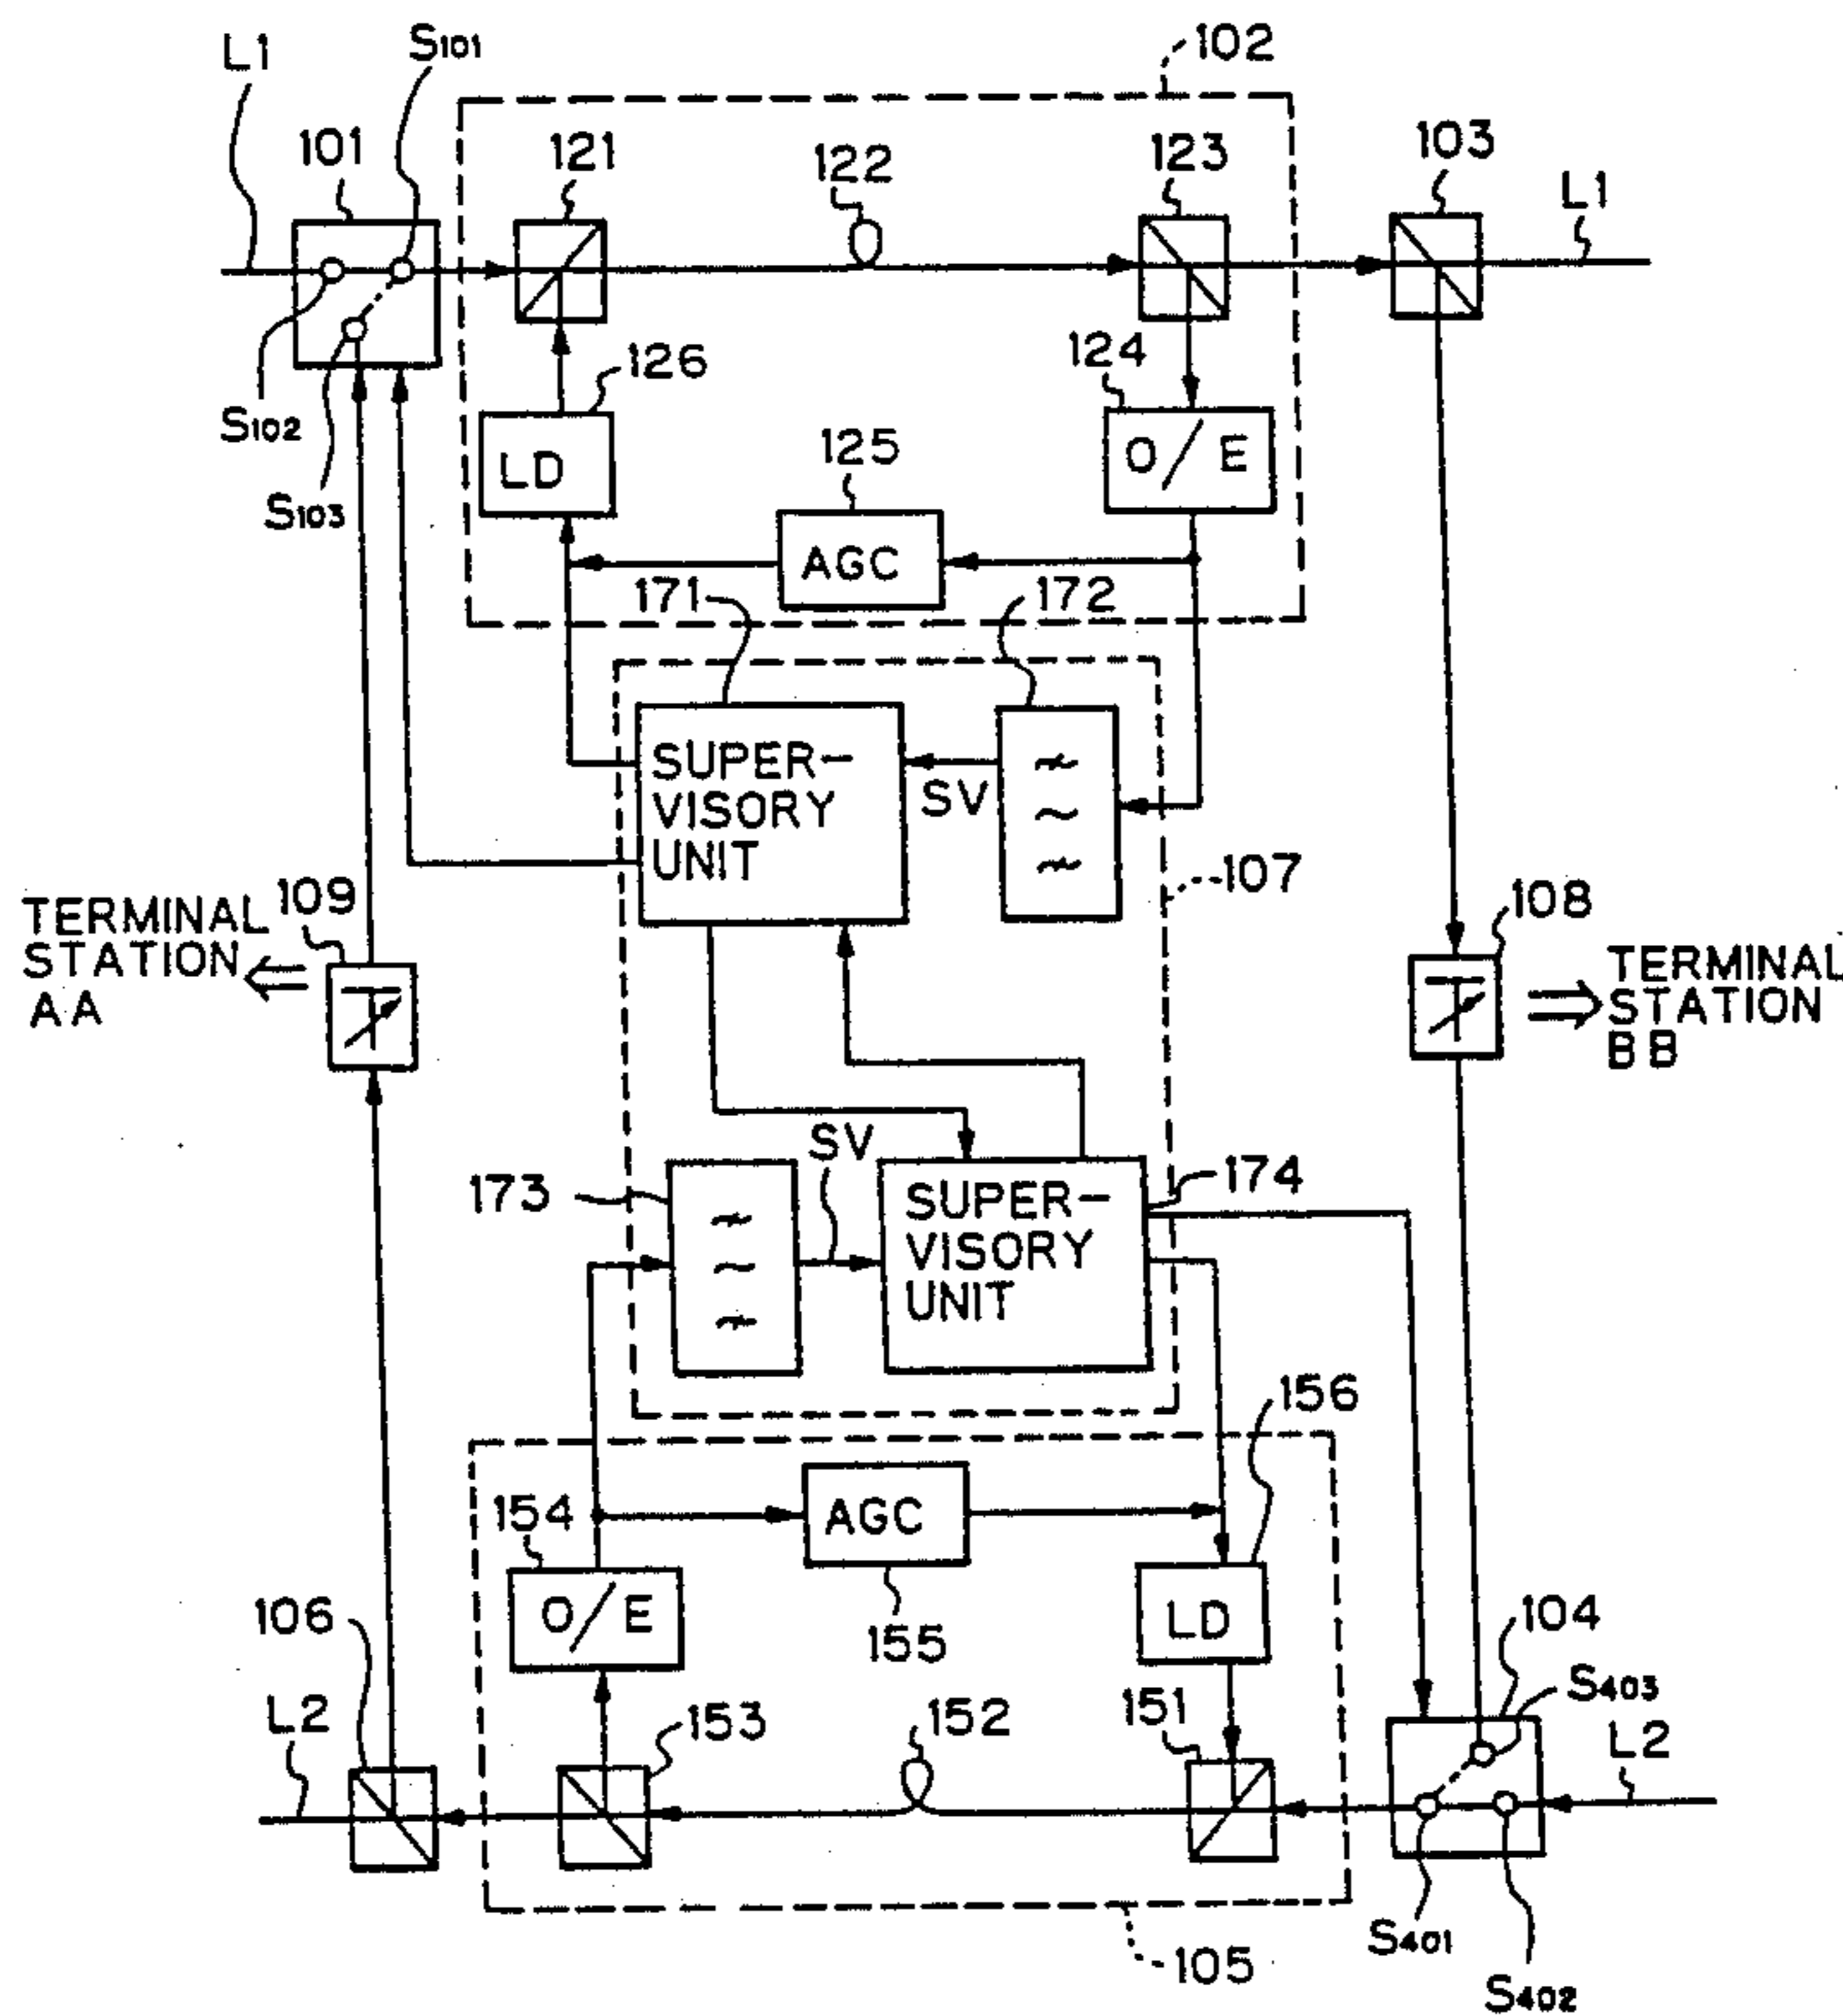 L1
S101
102
101
121
122
123
103
L1
126
124
S102
LD
125
O/E
S103
AGC
171
172
SUPER-
VISORY
UNIT
SV
107
109
TERMINAL
STATION
AA
108
TERMINAL
STATION
BB
SV
173
174
SUPER-
VISORY
UNIT
156
154
AGC
106
O/E
155
LD
104
S403
L2
153
152
151
L2
S401
105
S402